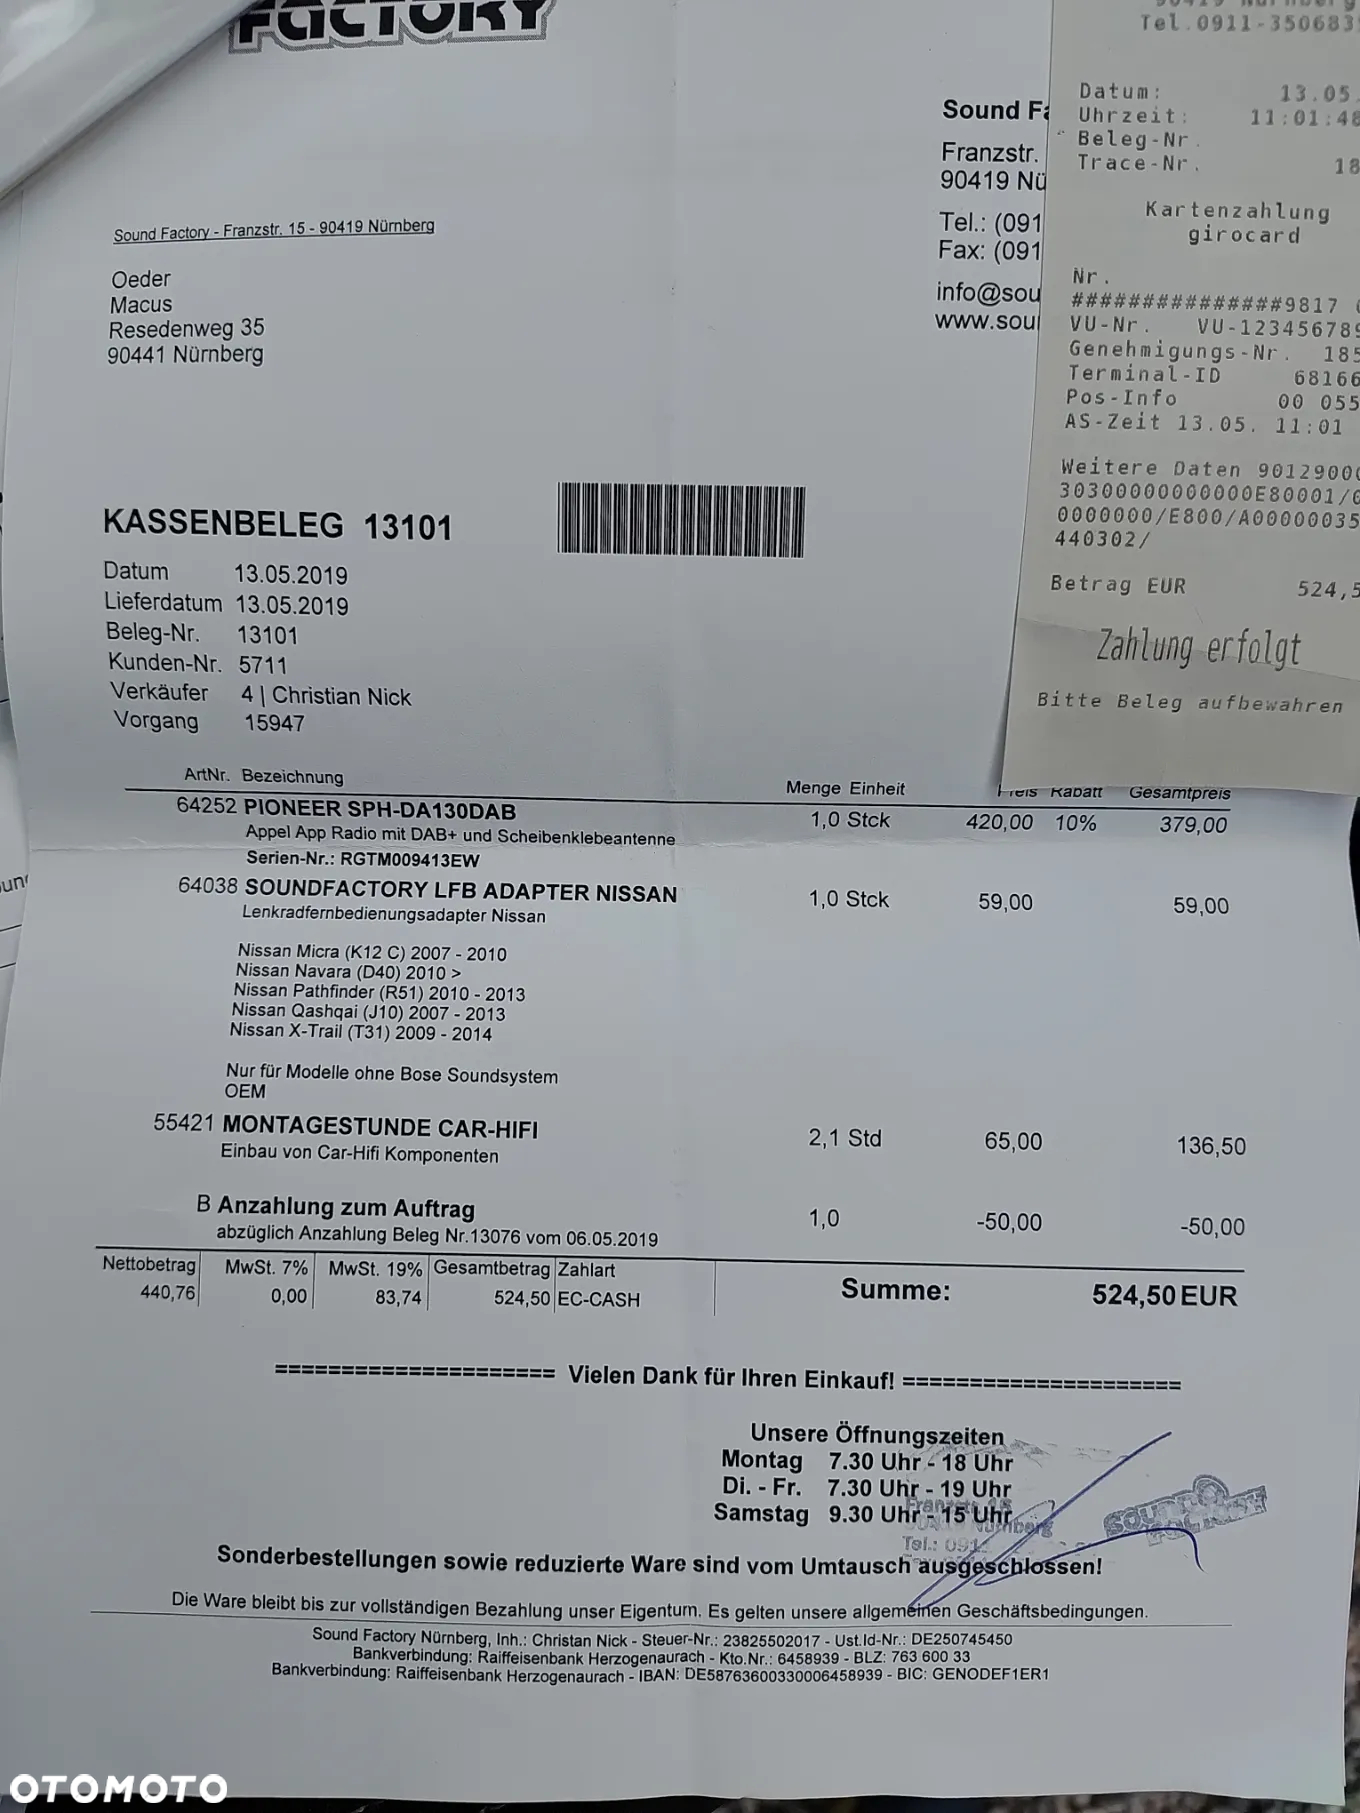 FACTORY
Sound Factory - Franzstr. 15 - 90419 Nürnberg
Oeder
Macus
Resedenweg 35
90441 Nürnberg
Sound Fa
Franzstr.
90419 Nü
Tel.: (091
Fax: (091
info@sou
www.sou
Tel.0911-350683
Datum: 13.05.
Uhrzeit: 11:01:48
Beleg-Nr.
Trace-Nr. 18
Kartenzahlung
girocard
Nr.
###############9817
VU-Nr. VU-123456789
Genehmigungs-Nr. 185
Terminal-ID 68166
Pos-Info 00 055
AS-Zeit 13.05. 11:01
Weitere Daten 9012900
30300000000000E80001/
0000000/E800/A00000035
440302/
Betrag EUR 524,5
Zahlung erfolgt
Bitte Beleg aufbewahren
KASSENBELEG 13101
Datum 13.05.2019
Lieferdatum 13.05.2019
Beleg-Nr. 13101
Kunden-Nr. 5711
Verkäufer 4 | Christian Nick
Vorgang 15947
ArtNr. Bezeichnung Menge Einheit Preis Rabatt Gesamtpreis
64252 PIONEER SPH-DA130DAB 1,0 Stck 420,00 10% 379,00
Appel App Radio mit DAB+ und Scheibenklebeantenne
Serien-Nr.: RGTM009413EW
64038 SOUNDFACTORY LFB ADAPTER NISSAN 1,0 Stck 59,00 59,00
Lenkradfernbedienungsadapter Nissan
Nissan Micra (K12 C) 2007 - 2010
Nissan Navara (D40) 2010 >
Nissan Pathfinder (R51) 2010 - 2013
Nissan Qashqai (J10) 2007 - 2013
Nissan X-Trail (T31) 2009 - 2014
Nur für Modelle ohne Bose Soundsystem
OEM
55421 MONTAGESTUNDE CAR-HIFI 2,1 Std 65,00 136,50
Einbau von Car-Hifi Komponenten
B Anzahlung zum Auftrag 1,0 -50,00 -50,00
abzüglich Anzahlung Beleg Nr.13076 vom 06.05.2019
Nettobetrag MwSt. 7% MwSt. 19% Gesamtbetrag Zahlart
440,76 0,00 83,74 524,50 EC-CASH
Summe: 524,50 EUR
===================== Vielen Dank für Ihren Einkauf! =====================
Unsere Öffnungszeiten
Montag 7.30 Uhr - 18 Uhr
Di. - Fr. 7.30 Uhr - 19 Uhr
Samstag 9.30 Uhr - 15 Uhr
Tel.: 091
SOUND
FACTORY
Sonderbestellungen sowie reduzierte Ware sind vom Umtausch ausgeschlossen!
Die Ware bleibt bis zur vollständigen Bezahlung unser Eigentum. Es gelten unsere allgemeinen Geschäftsbedingungen.
Sound Factory Nürnberg, Inh.: Christian Nick - Steuer-Nr.: 23825502017 - Ust.Id-Nr.: DE250745450
Bankverbindung: Raiffeisenbank Herzogenaurach - Kto.Nr.: 6458939 - BLZ: 763 600 33
Bankverbindung: Raiffeisenbank Herzogenaurach - IBAN: DE58763600330006458939 - BIC: GENODEF1ER1
OTOMOTO